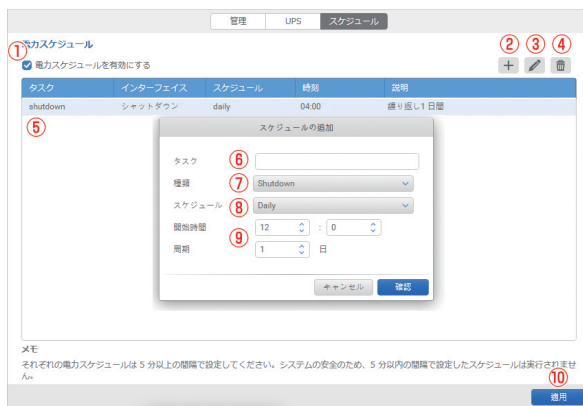 管理 UPS スケジュール
電力スケジュール
① ② ③ ④
電力スケジュールを有効にする
タスク インターフェイス スケジュール 時刻 説明
shutdown シャットダウン daily 04:00 繰り返し1 日間
⑤
スケジュールの追加
タスク ⑥
種類 ⑦ Shutdown
スケジュール ⑧ Daily
開始時間 12 : 0
⑨
周期 1 日
キャンセル 確認
メモ
それぞれの電力スケジュールは 5 分以上の間隔で設定してください。システムの安全のため、5 分以内の間隔で設定したスケジュールは実行されませ
ん。
⑩
適用